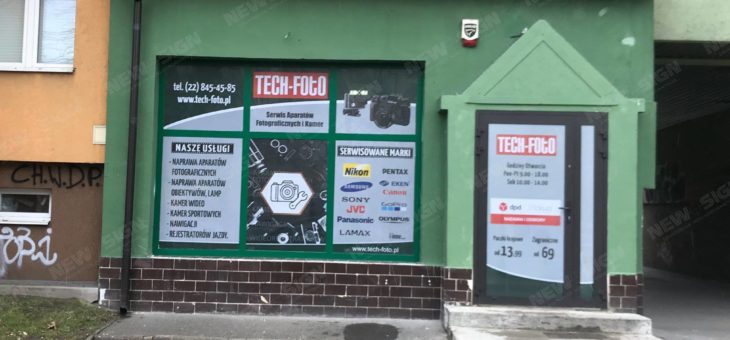 tel. (22) 845-45-85
www.tech-foto.pl
TECH-FOTO
Serwis Aparatów
Fotograficznych i Kamer
NASZE USŁUGI
- NAPRAWA APARATÓW
FOTOGRAFICZNYCH
- NAPRAWA APARATÓW
OBIEKTYWÓW, LAMP
- KAMER WIDEO
- KAMER SPORTOWYCH
- NAWIGACJI
- REJESTRATORÓW JAZDY.
SERWISOWANE MARKI
Nikon PENTAX
SAMSUNG EKEN
SONY Canon
JVC GoPro
Panasonic OLYMPUS
LAMAX
www.tech-foto.pl
TECH-FOTO
Godziny Otwarcia
Pon-Pt 9.00 - 18.00
Sob 10.00 - 14.00
dpd pickup
NADANIA I ODBIORY
Paczki krajowe Zagraniczne
od 13.99 od 69
C.H.W.D.P.
NEW SIGN